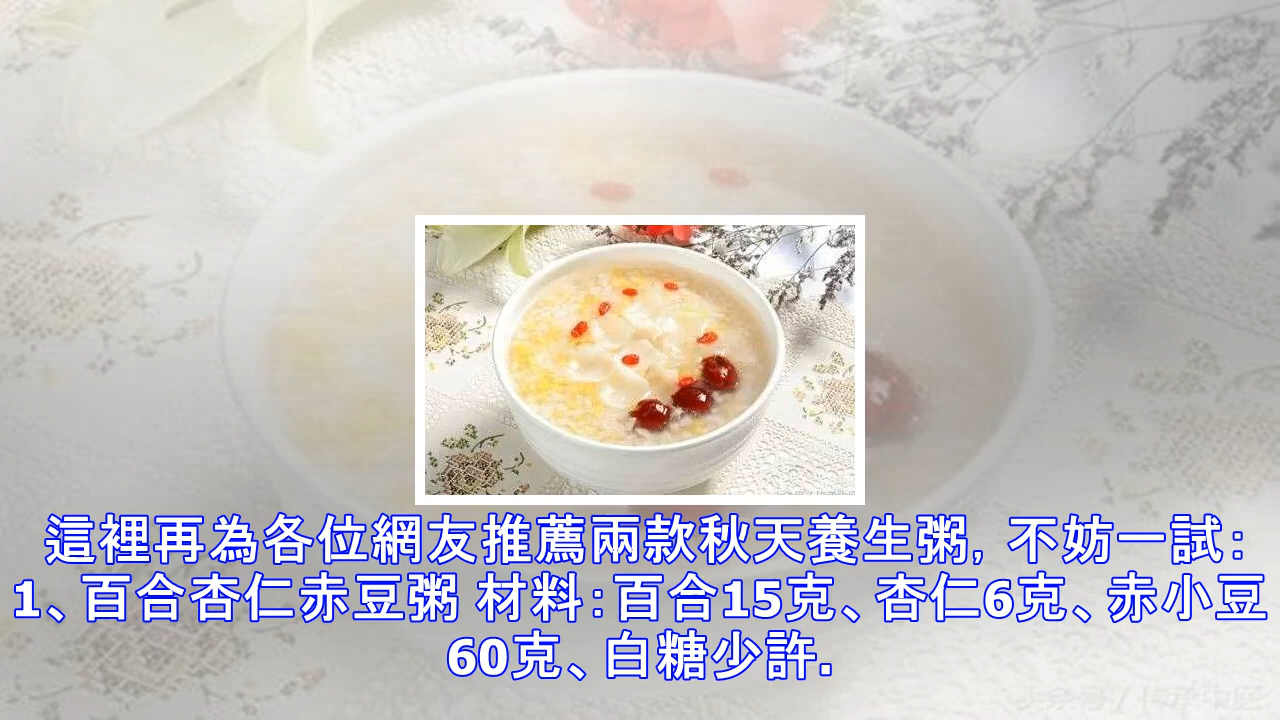 這裡再為各位網友推薦兩款秋天養生粥, 不妨一試:
1、百合杏仁赤豆粥 材料:百合15克、杏仁6克、赤小豆
60克、白糖少許.